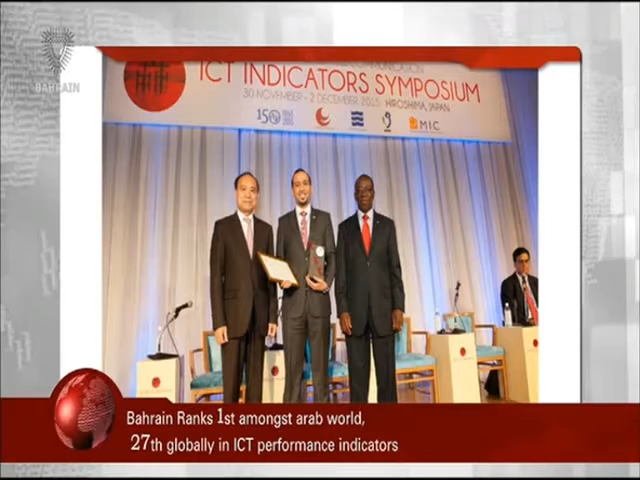 BAHRAIN
COMMUNICATION
ICT INDICATORS SYMPOSIUM
30 NOVEMBER - 2 DECEMBER 2015 HIROSHIMA, JAPAN
150
MIC
Bahrain Ranks 1st amongst arab world,
27th globally in ICT performance indicators